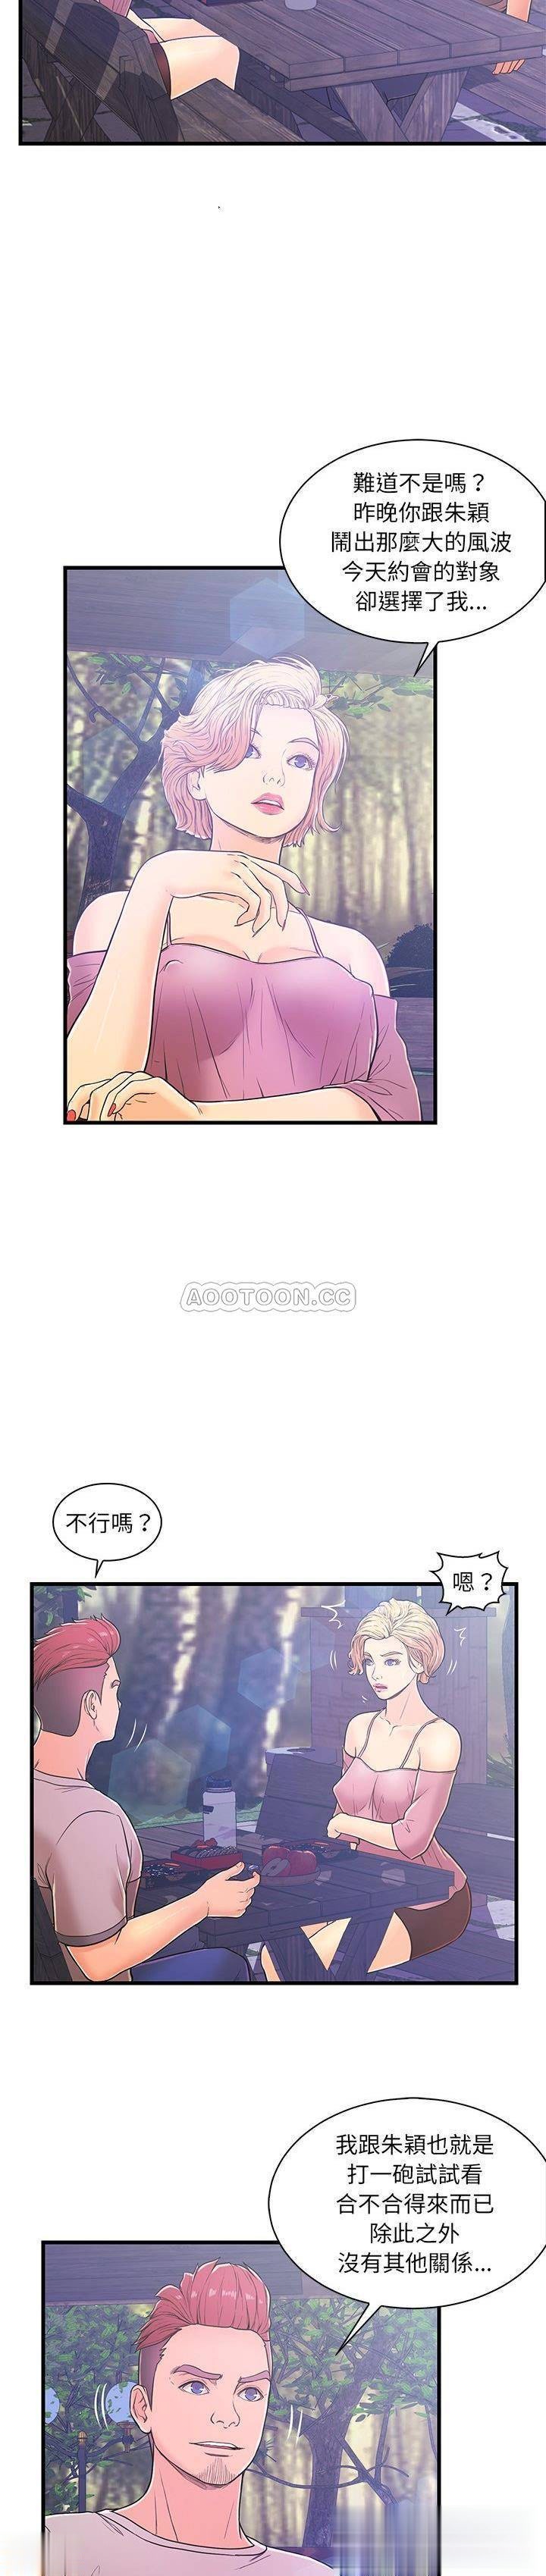 難道不是嗎？
昨晚你跟朱穎
鬧出那麼大的風波
今天約會的對象
卻選擇了我...
AOOTOON.CC
不行嗎？
嗯？
我跟朱穎也就是
打一砲試試看
合不合得來而已
除此之外
沒有其他關係...